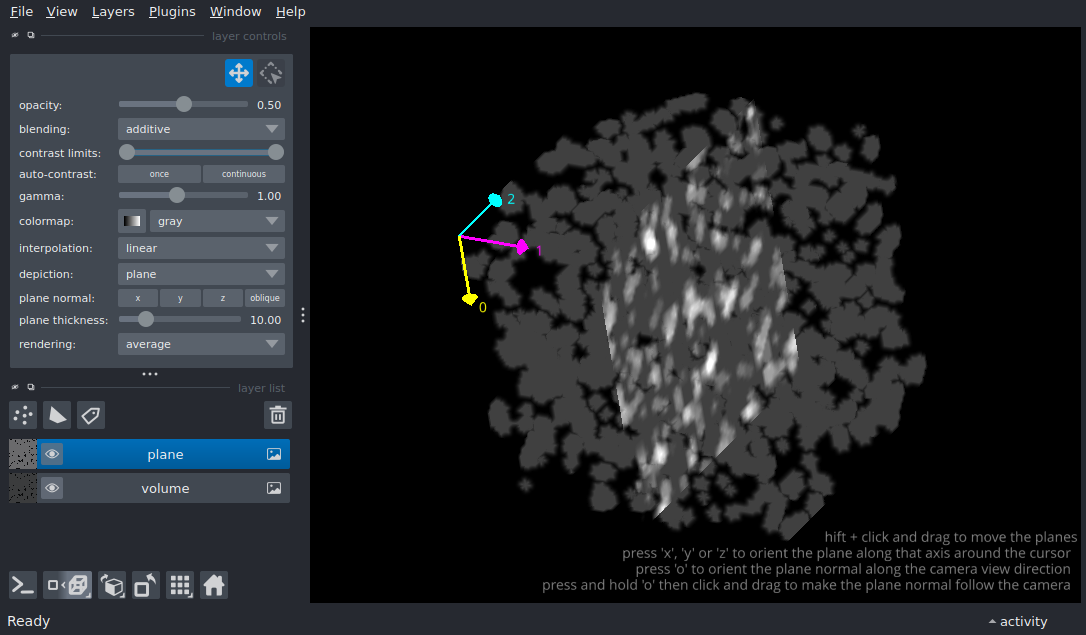 File View Layers Plugins Window Help
layer controls
opacity: 0.50
blending: additive
contrast limits:
auto-contrast: once continuous
gamma: 1.00
colormap: gray
interpolation: linear
depiction: plane
plane normal: x y z oblique
plane thickness: 10.00
rendering: average
layer list
plane
volume
2
1
0
hift + click and drag to move the planes
press 'x', 'y' or 'z' to orient the plane along that axis around the cursor
press 'o' to orient the plane normal along the camera view direction
press and hold 'o' then click and drag to make the plane normal follow the camera
Ready
activity